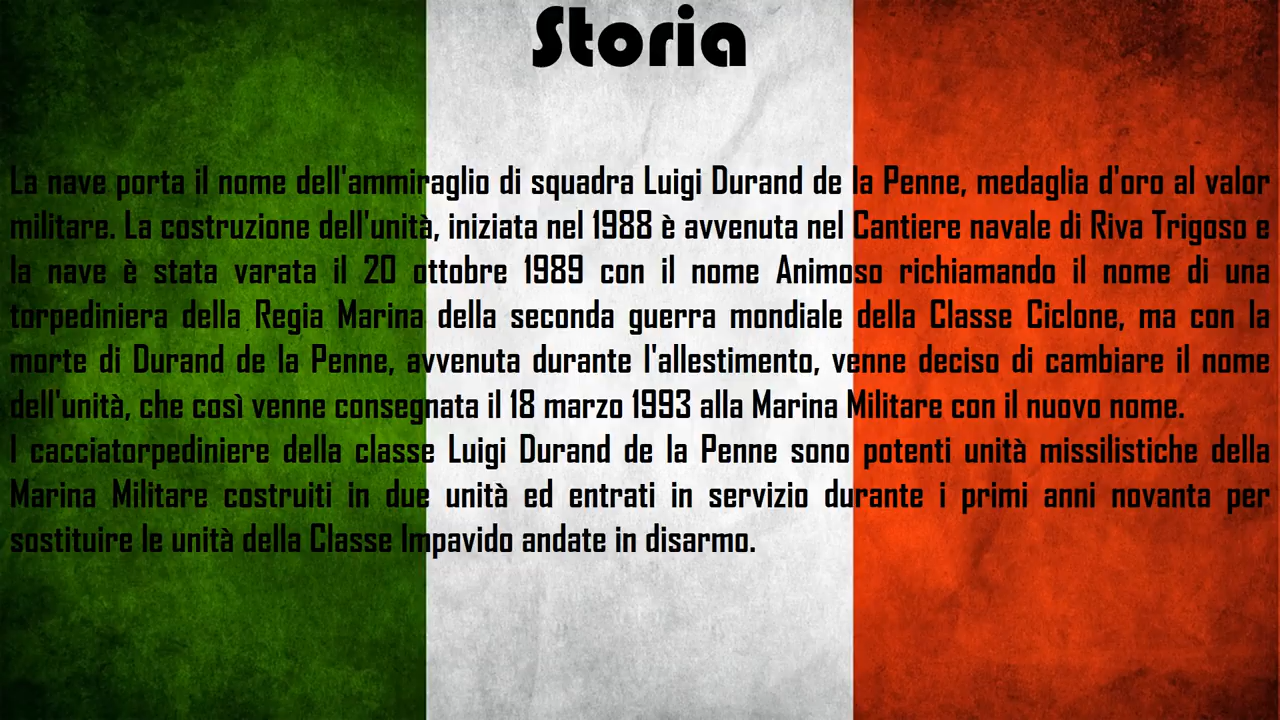 Storia
La nave porta il nome dell'ammiraglio di squadra Luigi Durand de la Penne, medaglia d'oro al valor
militare. La costruzione dell'unità, iniziata nel 1988 è avvenuta nel Cantiere navale di Riva Trigoso e
la nave è stata varata il 20 ottobre 1989 con il nome Animoso richiamando il nome di una
torpediniera della Regia Marina della seconda guerra mondiale della Classe Ciclone, ma con la
morte di Durand de la Penne, avvenuta durante l'allestimento, venne deciso di cambiare il nome
dell'unità, che così venne consegnata il 18 marzo 1993 alla Marina Militare con il nuovo nome.
I cacciatorpediniere della classe Luigi Durand de la Penne sono potenti unità missilistiche della
Marina Militare costruiti in due unità ed entrati in servizio durante i primi anni novanta per
sostituire le unità della Classe Impavido andate in disarmo.